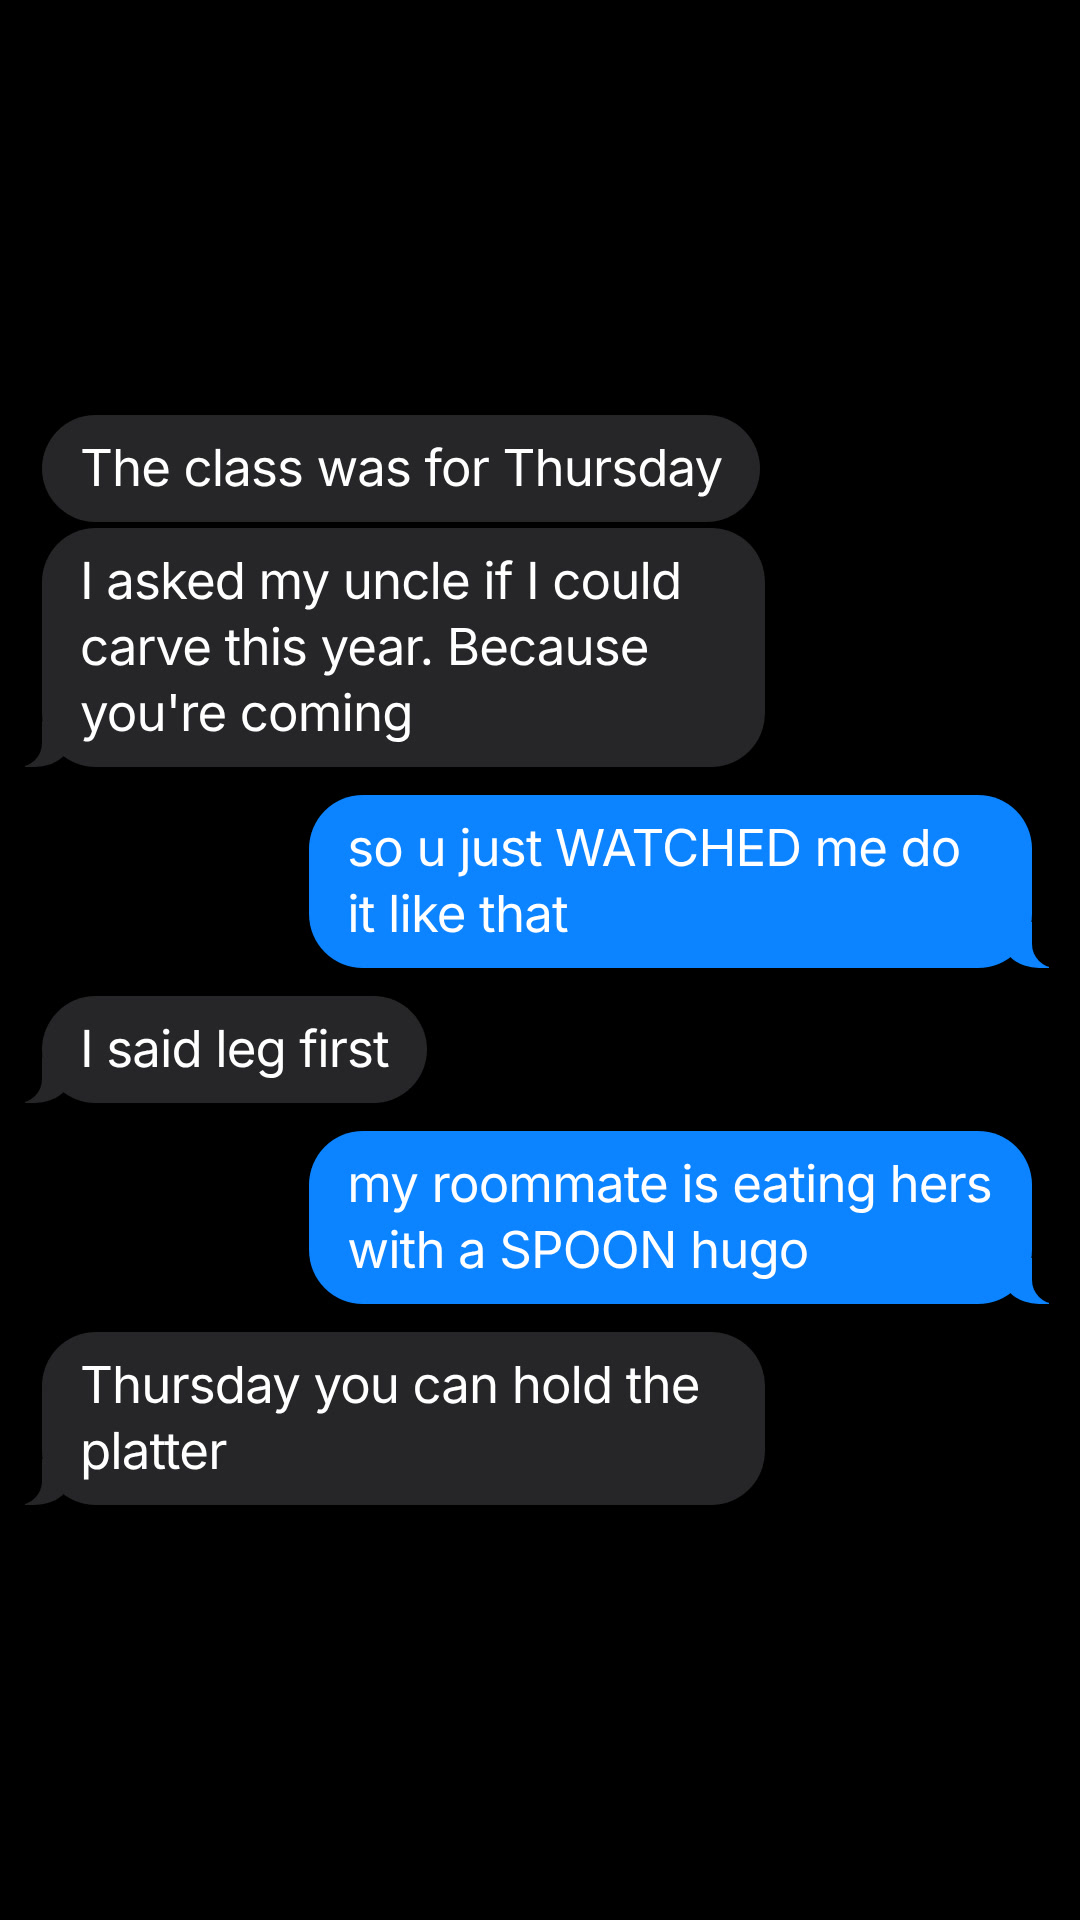 The class was for Thursday
I asked my uncle if I could
carve this year. Because
you're coming
so u just WATCHED me do
it like that
I said leg first
my roommate is eating hers
with a SPOON hugo
Thursday you can hold the
platter